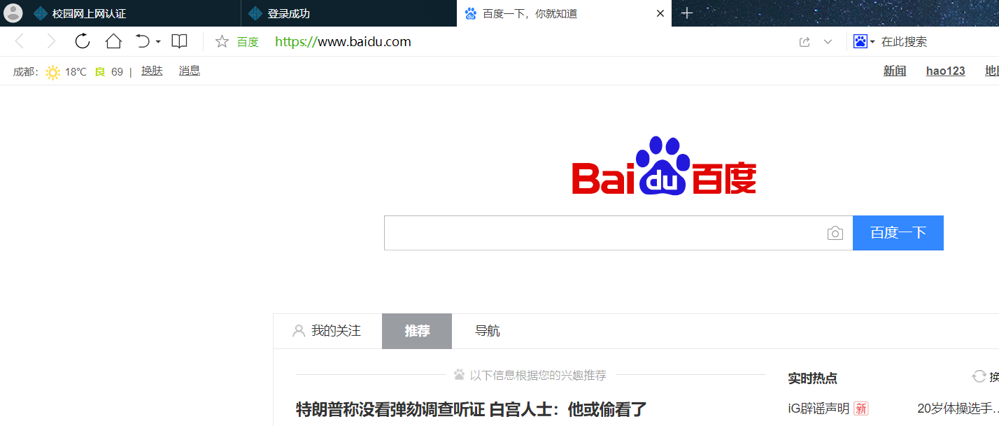 校园网上网认证 登录成功 百度一下，你就知道
百度 https://www.baidu.com 在此搜索
成都： 18℃ 良 69 | 换肤 消息 新闻 hao123
Baidu百度
百度一下
我的关注 推荐 导航
以下信息根据您的兴趣推荐 实时热点 换
特朗普称没看弹劾调查听证 白宫人士：他或偷看了
iG辟谣声明 新 20岁体操选手...